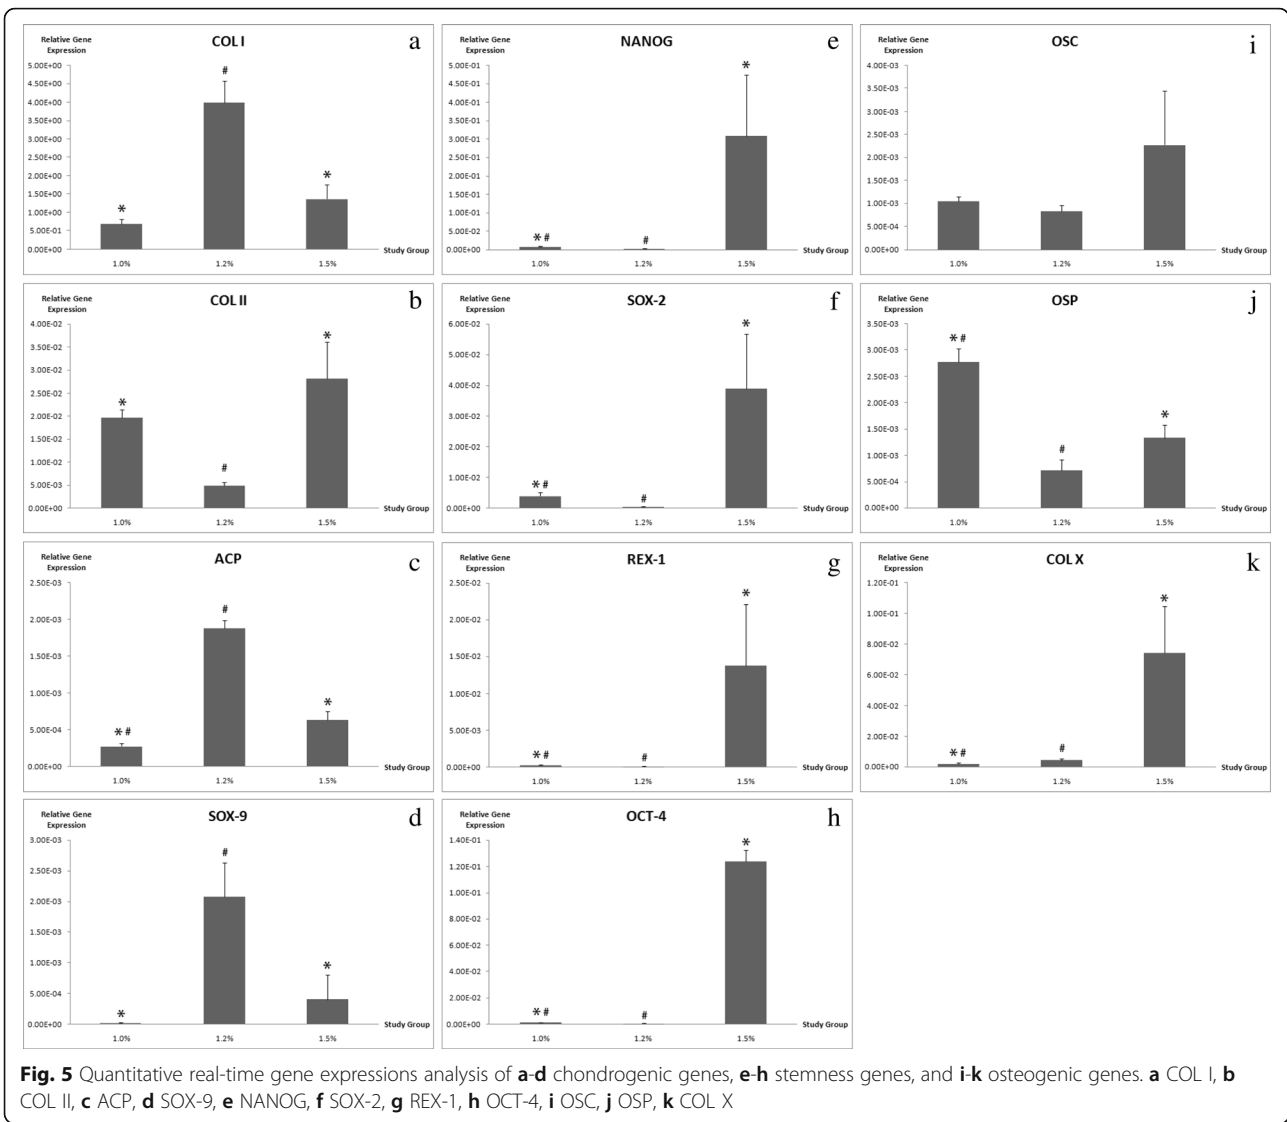 Relative Gene
Expression
COL I
a
5.00E+00
4.50E+00
4.00E+00
3.50E+00
3.00E+00
2.50E+00
2.00E+00
1.50E+00
1.00E+00
5.00E-01
0.00E+00
*
#
*
Study Group
1.0% 1.2% 1.5%
Relative Gene
Expression
NANOG
e
5.00E-01
4.50E-01
4.00E-01
3.50E-01
3.00E-01
2.50E-01
2.00E-01
1.50E-01
1.00E-01
5.00E-02
0.00E+00
* #
#
*
1.0% 1.2% 1.5%
OSC
i
4.00E-03
3.50E-03
3.00E-03
2.50E-03
2.00E-03
1.50E-03
1.00E-03
5.00E-04
0.00E+00
Study Group
1.0% 1.2% 1.5%
Relative Gene
Expression
COL II
b
4.00E-02
3.50E-02
3.00E-02
2.50E-02
2.00E-02
1.50E-02
1.00E-02
5.00E-03
0.00E+00
*
#
*
Study Group
1.0% 1.2% 1.5%
Relative Gene
Expression
SOX-2
f
6.00E-02
5.00E-02
4.00E-02
3.00E-02
2.00E-02
1.00E-02
0.00E+00
* #
#
*
1.0% 1.2% 1.5%
Relative Gene
Expression
OSP
j
3.50E-03
3.00E-03
2.50E-03
2.00E-03
1.50E-03
1.00E-03
5.00E-04
0.00E+00
* #
#
*
Study Group
1.0% 1.2% 1.5%
Relative Gene
Expression
ACP
c
2.50E-03
2.00E-03
1.50E-03
1.00E-03
5.00E-04
0.00E+00
* #
#
*
Study Group
1.0% 1.2% 1.5%
Relative Gene
Expression
REX-1
g
2.50E-02
2.00E-02
1.50E-02
1.00E-02
5.00E-03
0.00E+00
* #
#
*
1.0% 1.2% 1.5%
Relative Gene
Expression
COL X
k
1.20E-01
1.00E-01
8.00E-02
6.00E-02
4.00E-02
2.00E-02
0.00E+00
* #
#
*
Study Group
1.0% 1.2% 1.5%
Relative Gene
Expression
SOX-9
d
3.00E-03
2.50E-03
2.00E-03
1.50E-03
1.00E-03
5.00E-04
0.00E+00
*
#
*
Study Group
1.0% 1.2% 1.5%
Relative Gene
Expression
OCT-4
h
1.40E-01
1.20E-01
1.00E-01
8.00E-02
6.00E-02
4.00E-02
2.00E-02
0.00E+00
* #
#
*
1.0% 1.2% 1.5%
Fig. 5 Quantitative real-time gene expressions analysis of a-d chondrogenic genes, e-h stemness genes, and i-k osteogenic genes. a COL I, b
COL II, c ACP, d SOX-9, e NANOG, f SOX-2, g REX-1, h OCT-4, i OSC, j OSP, k COL X